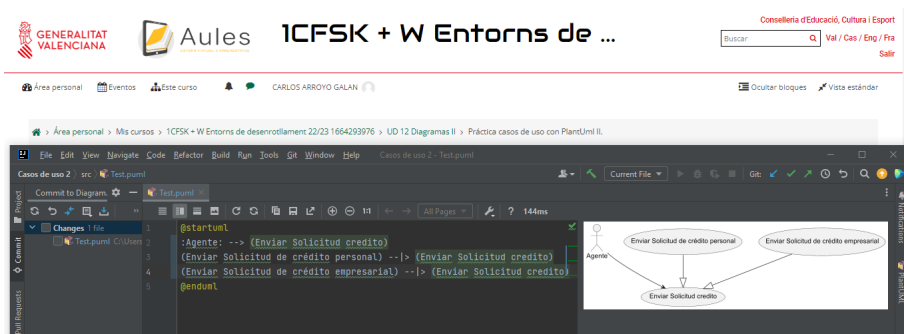 GENERALITAT
VALENCIANA
Aules
1CFSK + W Entorns de ...
Conselleria d'Educació, Cultura i Esport
Buscar
Val / Cas / Eng / Fra
Salir
Área personal
Eventos
Este curso
CARLOS ARROYO GALAN
Ocultar bloques
Vista estándar
> Área personal > Mis cursos > 1CFSK + W Entorns de desenrotllament 22/23 1664293976 > UD 12 Diagramas II > Práctica casos de uso con PlantUml II.
File Edit View Navigate Code Refactor Build Run Tools Git Window Help Casos de uso 2 - Test.puml
Casos de uso 2 > src > Test.puml
Current File
Git:
Project
Commit to Diagram.
Test.puml
Notifications
1:1
All Pages
?
144ms
Commit
Changes 1 file
Test.puml C:\Users
Pull Requests
1 @startuml
2 :Agente: --> (Enviar Solicitud credito)
3 (Enviar Solicitud de crédito personal) --|> (Enviar Solicitud credito)
4 (Enviar Solicitud de crédito empresarial) --|> (Enviar Solicitud credito)
5 @enduml
Enviar Solicitud de crédito personal
Enviar Solicitud de crédito empresarial
Agente
Enviar Solicitud credito
PlantUML